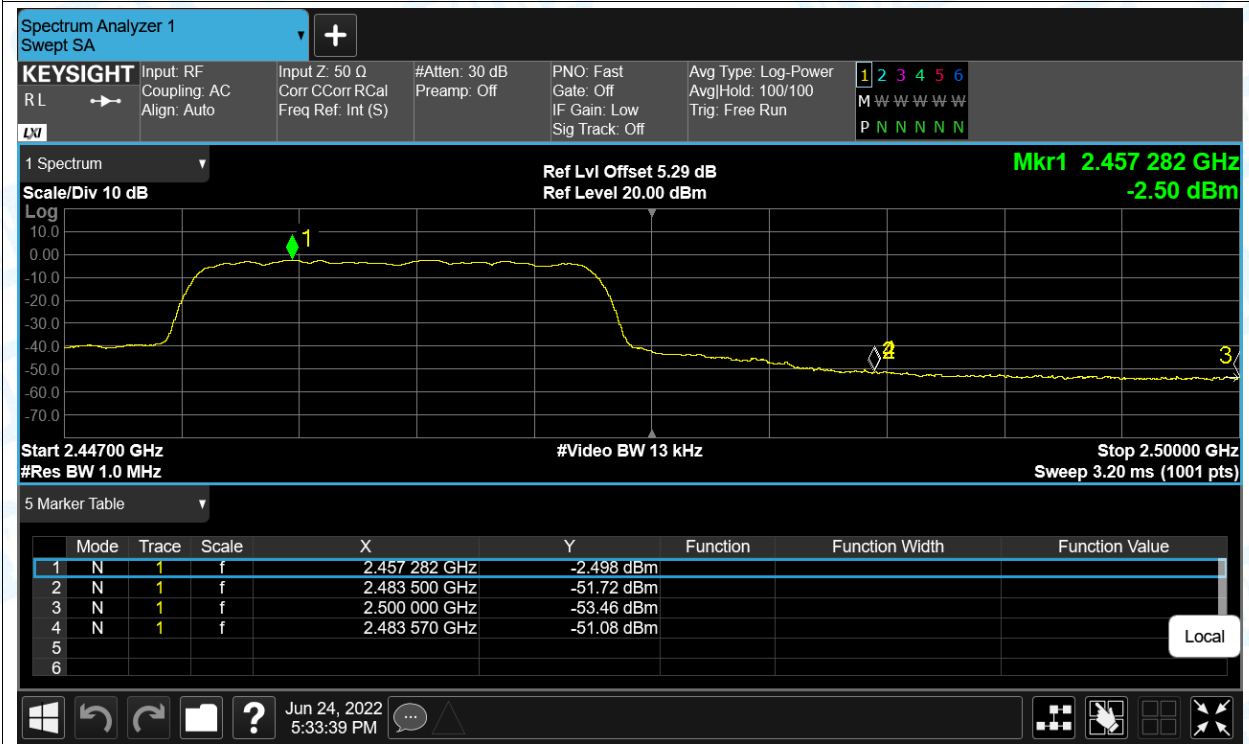 Spectrum Analyzer 1
Swept SA
+
KEYSIGHT Input: RF Input Z: 50 Ω #Atten: 30 dB PNO: Fast Avg Type: Log-Power 1 2 3 4 5 6
R L Coupling: AC Corr CCorr RCal Preamp: Off Gate: Off Avg|Hold: 100/100 M W W W W W
Align: Auto Freq Ref: Int (S) IF Gain: Low Trig: Free Run
LXI Sig Track: Off P N N N N N
1 Spectrum
Scale/Div 10 dB
Ref Lvl Offset 5.29 dB
Ref Level 20.00 dBm
Mkr1 2.457 282 GHz
-2.50 dBm
Log
10.0
0.00
-10.0
-20.0
-30.0
-40.0
-50.0
-60.0
-70.0
1
2
4
3
Start 2.44700 GHz #Video BW 13 kHz Stop 2.50000 GHz
#Res BW 1.0 MHz Sweep 3.20 ms (1001 pts)
5 Marker Table
Mode Trace Scale X Y Function Function Width Function Value
1 N 1 f 2.457 282 GHz -2.498 dBm
2 N 1 f 2.483 500 GHz -51.72 dBm
3 N 1 f 2.500 000 GHz -53.46 dBm
4 N 1 f 2.483 570 GHz -51.08 dBm
5
6
Local
?
Jun 24, 2022
5:33:39 PM